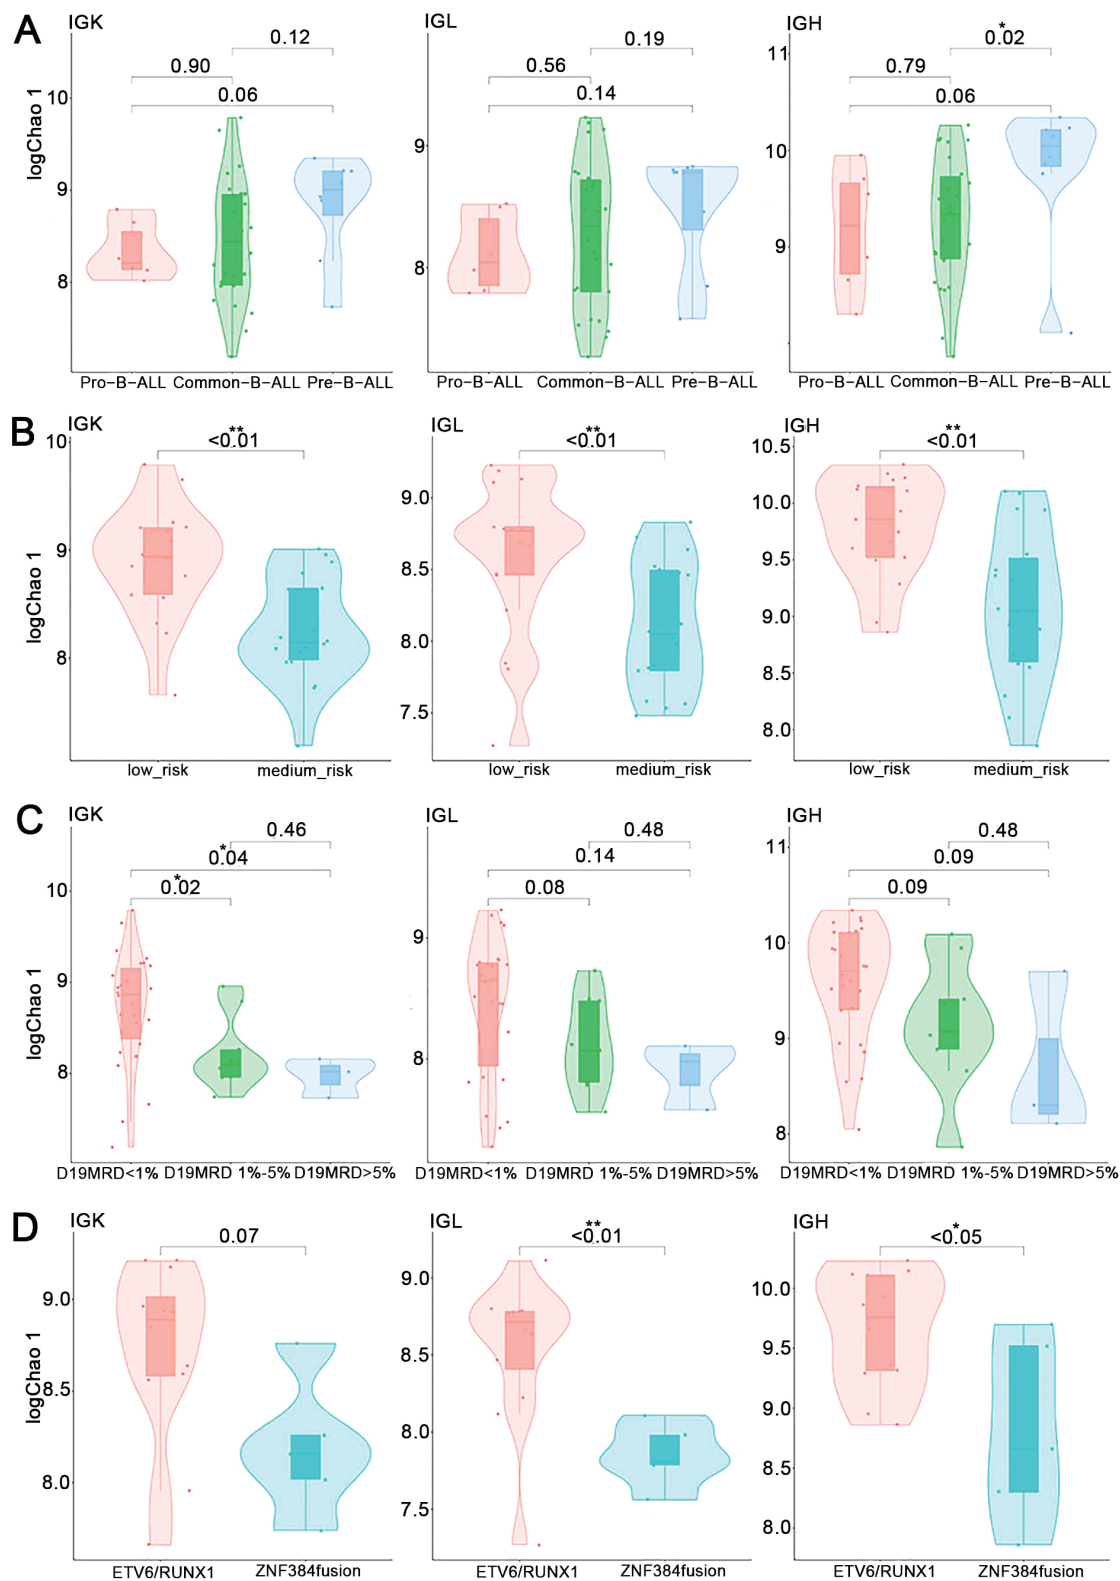 A
IGK
IGL
IGH
0.12
0.19
*
0.02
0.90
0.56
0.79
0.06
0.14
0.06
logChao 1
10
9
8
9
8
11
10
9
Pro-B-ALL Common-B-ALL Pre-B-ALL
Pro-B-ALL Common-B-ALL Pre-B-ALL
Pro-B-ALL Common-B-ALL Pre-B-ALL
B
IGK
IGL
IGH
**
<0.01
**
<0.01
**
<0.01
logChao 1
10
9
8
9.0
8.5
8.0
7.5
10.5
10.0
9.5
9.0
8.5
8.0
low_risk medium_risk
low_risk medium_risk
low_risk medium_risk
C
IGK
IGL
IGH
0.46
0.48
0.48
*
0.04
0.14
0.09
*
0.02
0.08
0.09
logChao 1
10
9
8
9
8
11
10
9
8
D19MRD<1% D19MRD 1%-5% D19MRD>5%
D19MRD<1% D19MRD 1%-5% D19MRD>5%
D19MRD<1% D19MRD 1%-5% D19MRD>5%
D
IGK
IGL
IGH
0.07
**
<0.01
*
<0.05
logChao 1
9.0
8.5
8.0
9.0
8.5
8.0
7.5
10.0
9.5
9.0
8.5
8.0
ETV6/RUNX1 ZNF384fusion
ETV6/RUNX1 ZNF384fusion
ETV6/RUNX1 ZNF384fusion